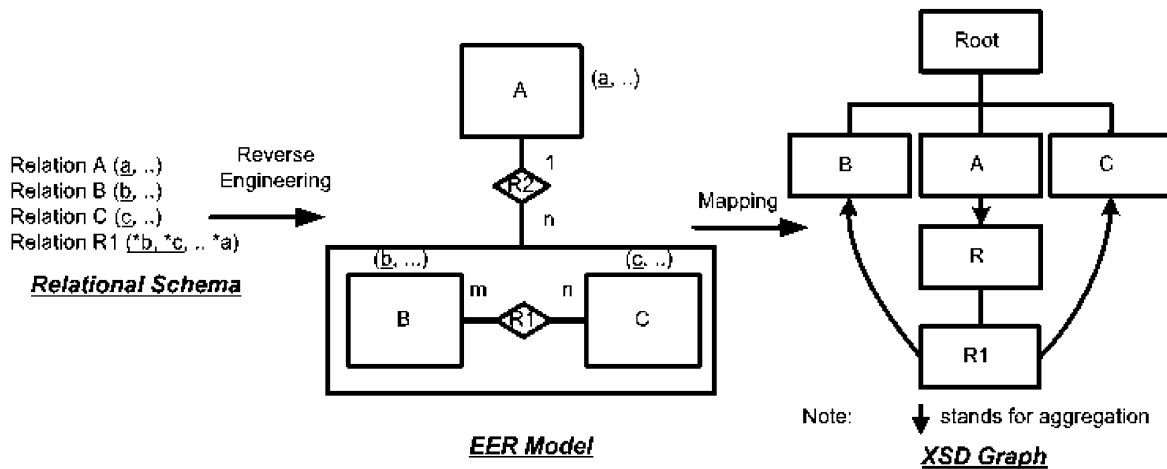 Relation A (a, ..)
Relation B (b, ..)
Relation C (c, ..)
Relation R1 (*b, *c, .. *a)
Relational Schema
Reverse
Engineering
A
(a, ..)
1
R2
n
(b, ...)
(c, ..)
B
m
R1
n
C
EER Model
Mapping
Root
B
A
C
R
R1
Note:
stands for aggregation
XSD Graph